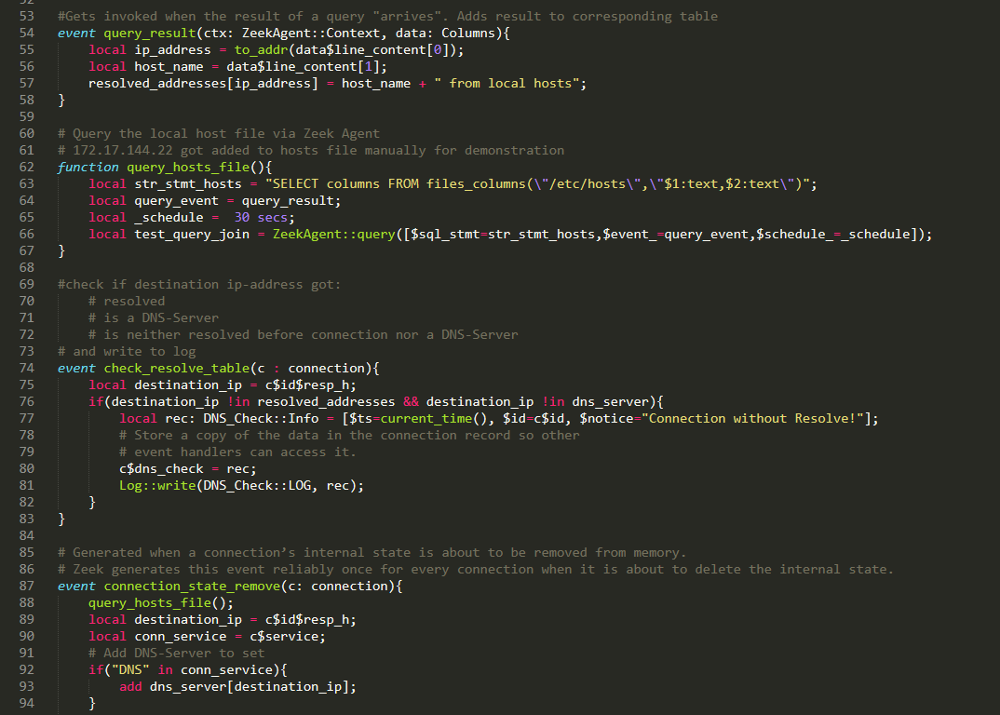 53 #Gets invoked when the result of a query "arrives". Adds result to corresponding table
54 event query_result(ctx: ZeekAgent::Context, data: Columns){
55     local ip_address = to_addr(data$line_content[0]);
56     local host_name = data$line_content[1];
57     resolved_addresses[ip_address] = host_name + " from local hosts";
58 }
59
60 # Query the local host file via Zeek Agent
61 # 172.17.144.22 got added to hosts file manually for demonstration
62 function query_hosts_file(){
63     local str_stmt_hosts = "SELECT columns FROM files_columns(\"/etc/hosts\",\"$1:text,$2:text\")";
64     local query_event = query_result;
65     local _schedule =  30 secs;
66     local test_query_join = ZeekAgent::query([$sql_stmt=str_stmt_hosts,$event_=query_event,$schedule_=_schedule]);
67 }
68
69 #check if destination ip-address got:
70     # resolved
71     # is a DNS-Server
72     # is neither resolved before connection nor a DNS-Server
73 # and write to log
74 event check_resolve_table(c : connection){
75     local destination_ip = c$id$resp_h;
76     if(destination_ip !in resolved_addresses && destination_ip !in dns_server){
77         local rec: DNS_Check::Info = [$ts=current_time(), $id=c$id, $notice="Connection without Resolve!"];
78         # Store a copy of the data in the connection record so other
79         # event handlers can access it.
80         c$dns_check = rec;
81         Log::write(DNS_Check::LOG, rec);
82     }
83 }
84
85 # Generated when a connection’s internal state is about to be removed from memory.
86 # Zeek generates this event reliably once for every connection when it is about to delete the internal state.
87 event connection_state_remove(c: connection){
88     query_hosts_file();
89     local destination_ip = c$id$resp_h;
90     local conn_service = c$service;
91     # Add DNS-Server to set
92     if("DNS" in conn_service){
93         add dns_server[destination_ip];
94     }